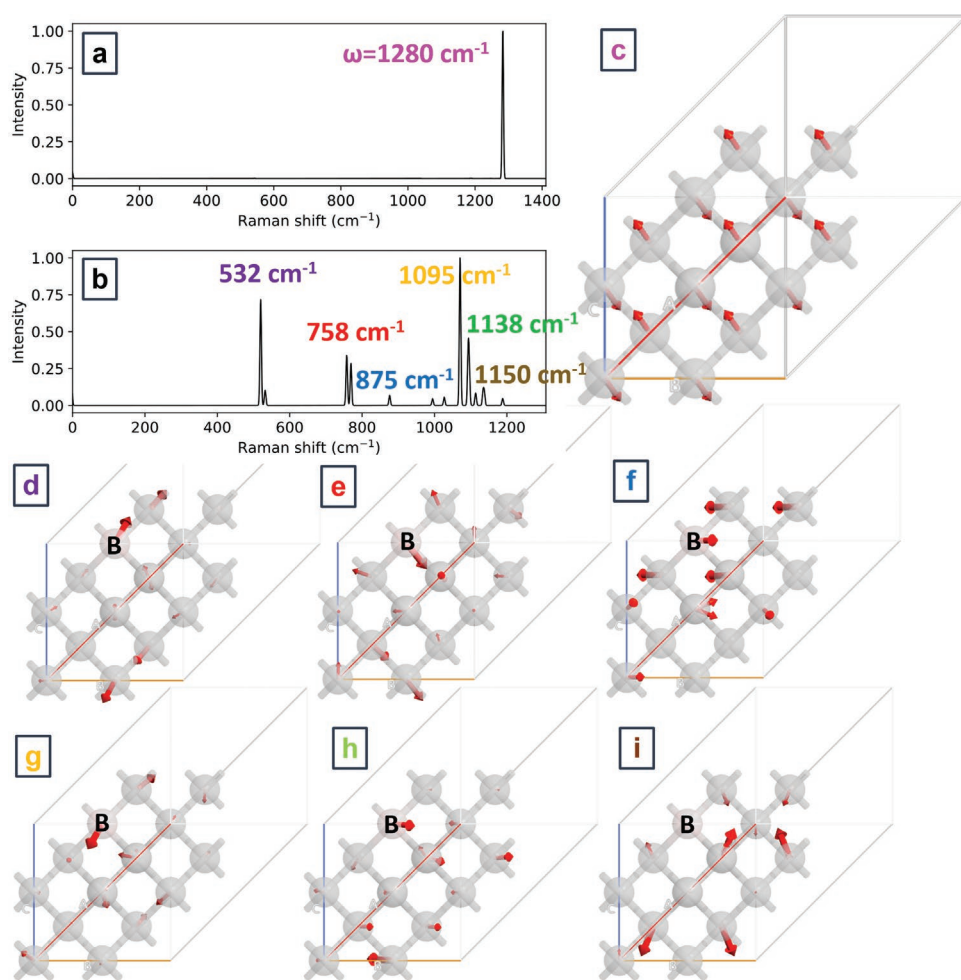 a
ω=1280 cm⁻¹
1.00
0.75
0.50
0.25
0.00
Intensity
0 200 400 600 800 1000 1200 1400
Raman shift (cm⁻¹)
b
532 cm⁻¹
1095 cm⁻¹
758 cm⁻¹
1138 cm⁻¹
875 cm⁻¹
1150 cm⁻¹
1.00
0.75
0.50
0.25
0.00
Intensity
0 200 400 600 800 1000 1200
Raman shift (cm⁻¹)
c
C
A
B
d
B
C
A
B
e
B
C
A
B
f
B
C
A
B
g
B
C
A
B
h
B
C
A
B
i
B
C
A
B